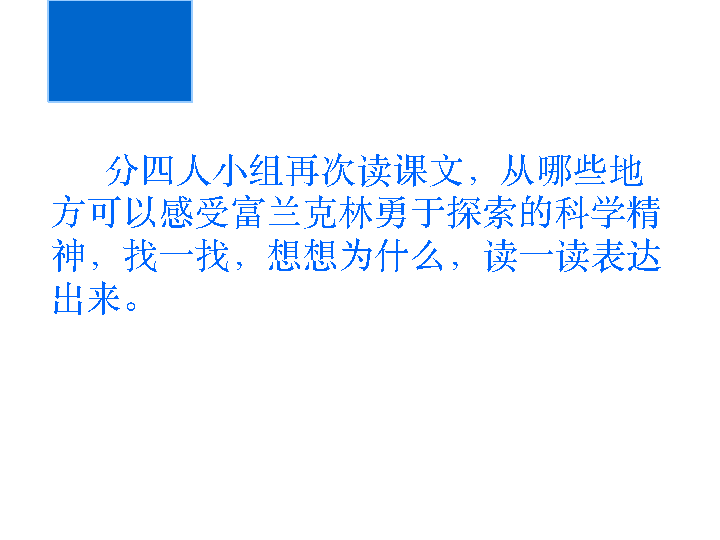 分四人小组再次读课文，从哪些地
方可以感受富兰克林勇于探索的科学精
神，找一找，想想为什么，读一读表达
出来。